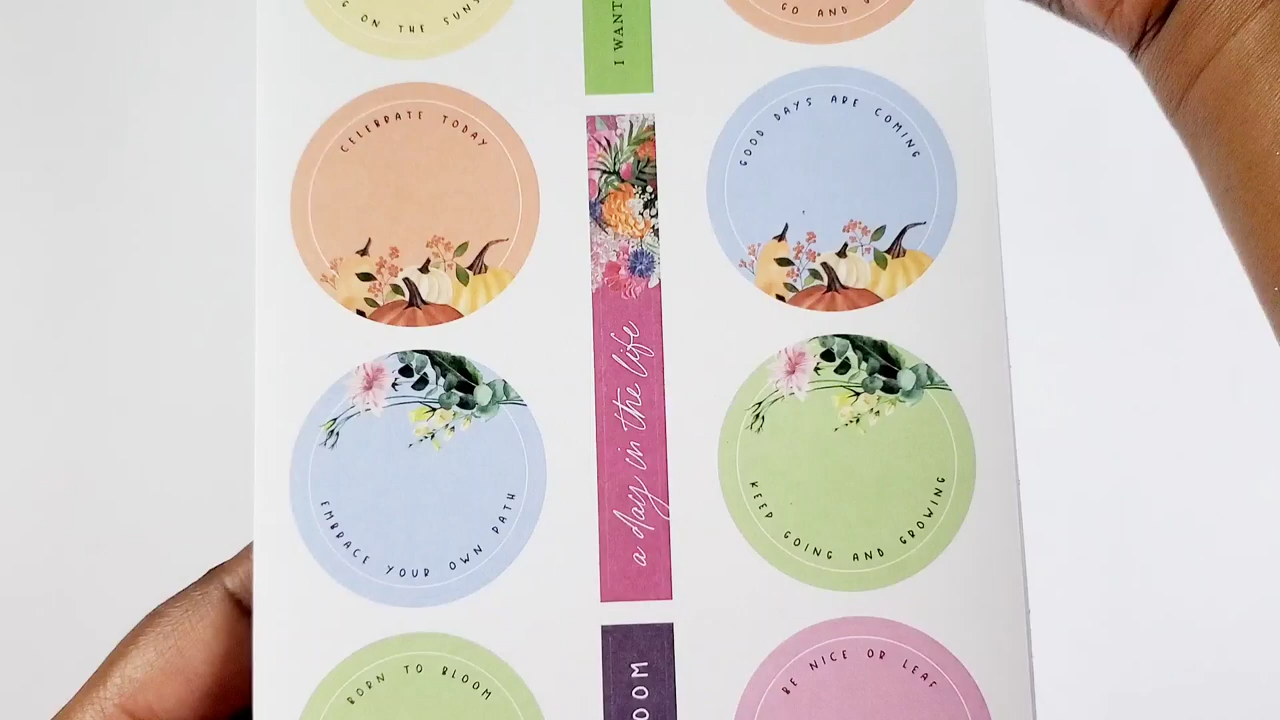 ON THE SUNS
I WANT
GO AND G
CELEBRATE TODAY
GOOD DAYS ARE COMING
a day in the life
EMBRACE YOUR OWN PATH
KEEP GOING AND GROWING
BORN TO BLOOM
OOM
BE NICE OR LEAF